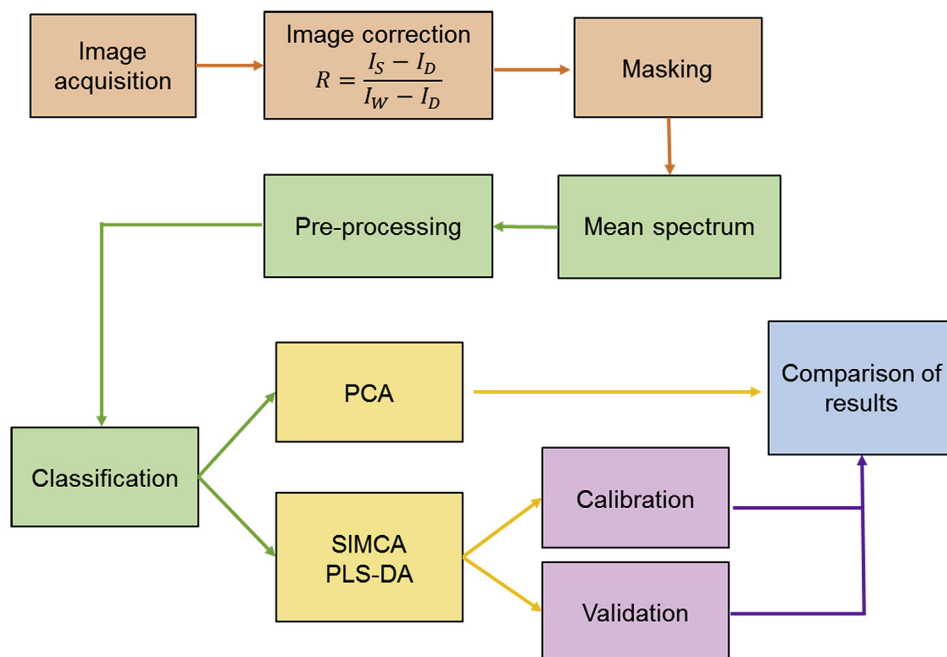 Image
acquisition
Image correction
R = \frac{I_S - I_D}{I_W - I_D}
Masking
Pre-processing
Mean spectrum
PCA
Comparison of
results
Classification
SIMCA
PLS-DA
Calibration
Validation